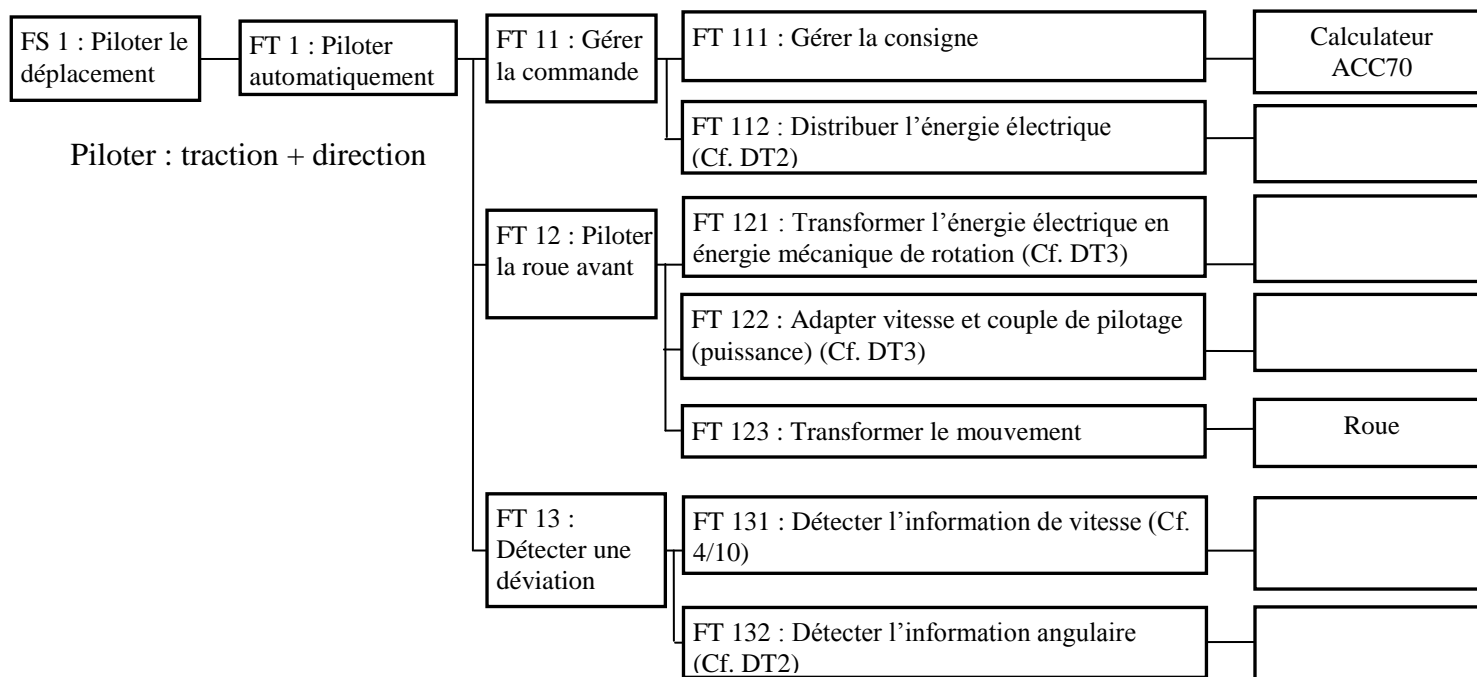 FS 1 : Piloter le
déplacement
FT 1 : Piloter
automatiquement
FT 11 : Gérer
la commande
FT 111 : Gérer la consigne
Calculateur
ACC70
FT 112 : Distribuer l’énergie électrique
(Cf. DT2)
Piloter : traction + direction
FT 12 : Piloter
la roue avant
FT 121 : Transformer l’énergie électrique en
énergie mécanique de rotation (Cf. DT3)
FT 122 : Adapter vitesse et couple de pilotage
(puissance) (Cf. DT3)
FT 123 : Transformer le mouvement
Roue
FT 13 :
Détecter une
déviation
FT 131 : Détecter l’information de vitesse (Cf.
4/10)
FT 132 : Détecter l’information angulaire
(Cf. DT2)